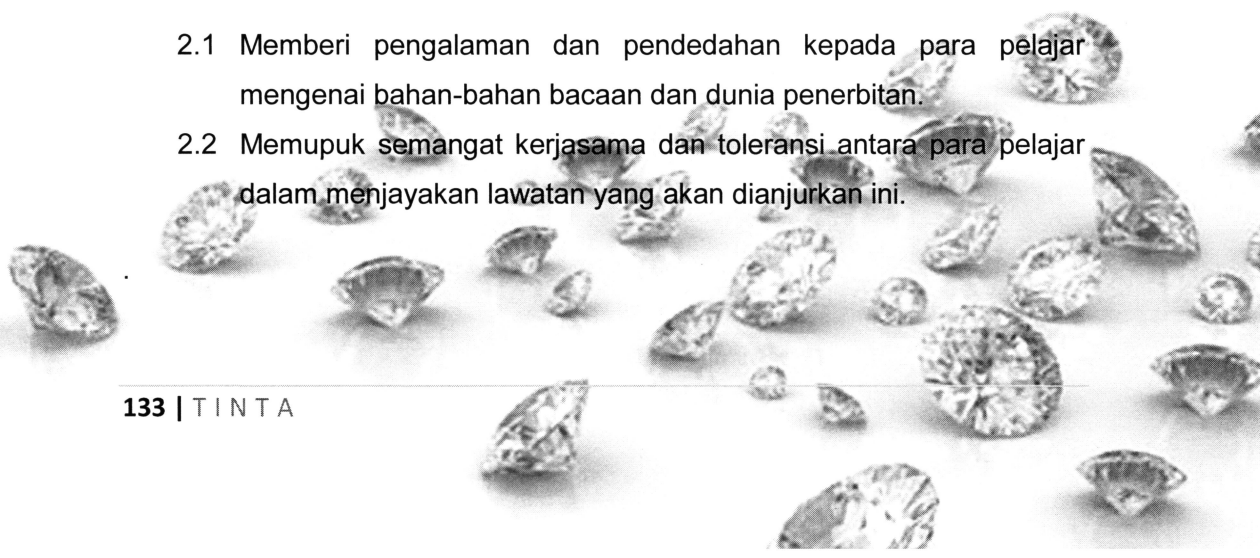 2.1 Memberi pengalaman dan pendedahan kepada para pelajar
mengenai bahan-bahan bacaan dan dunia penerbitan.
2.2 Memupuk semangat kerjasama dan toleransi antara para pelajar
dalam menjayakan lawatan yang akan dianjurkan ini.
.
133 | T I N T A